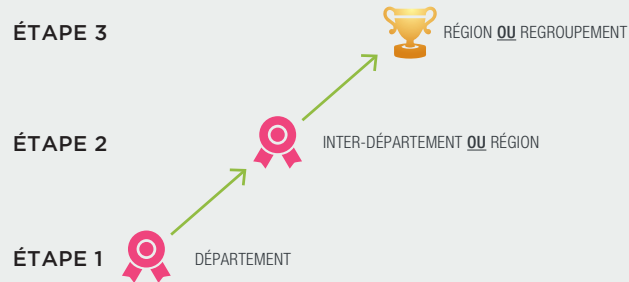 ÉTAPE 3 RÉGION OU REGROUPEMENT
ÉTAPE 2 INTER-DÉPARTEMENT OU RÉGION
ÉTAPE 1 DÉPARTEMENT